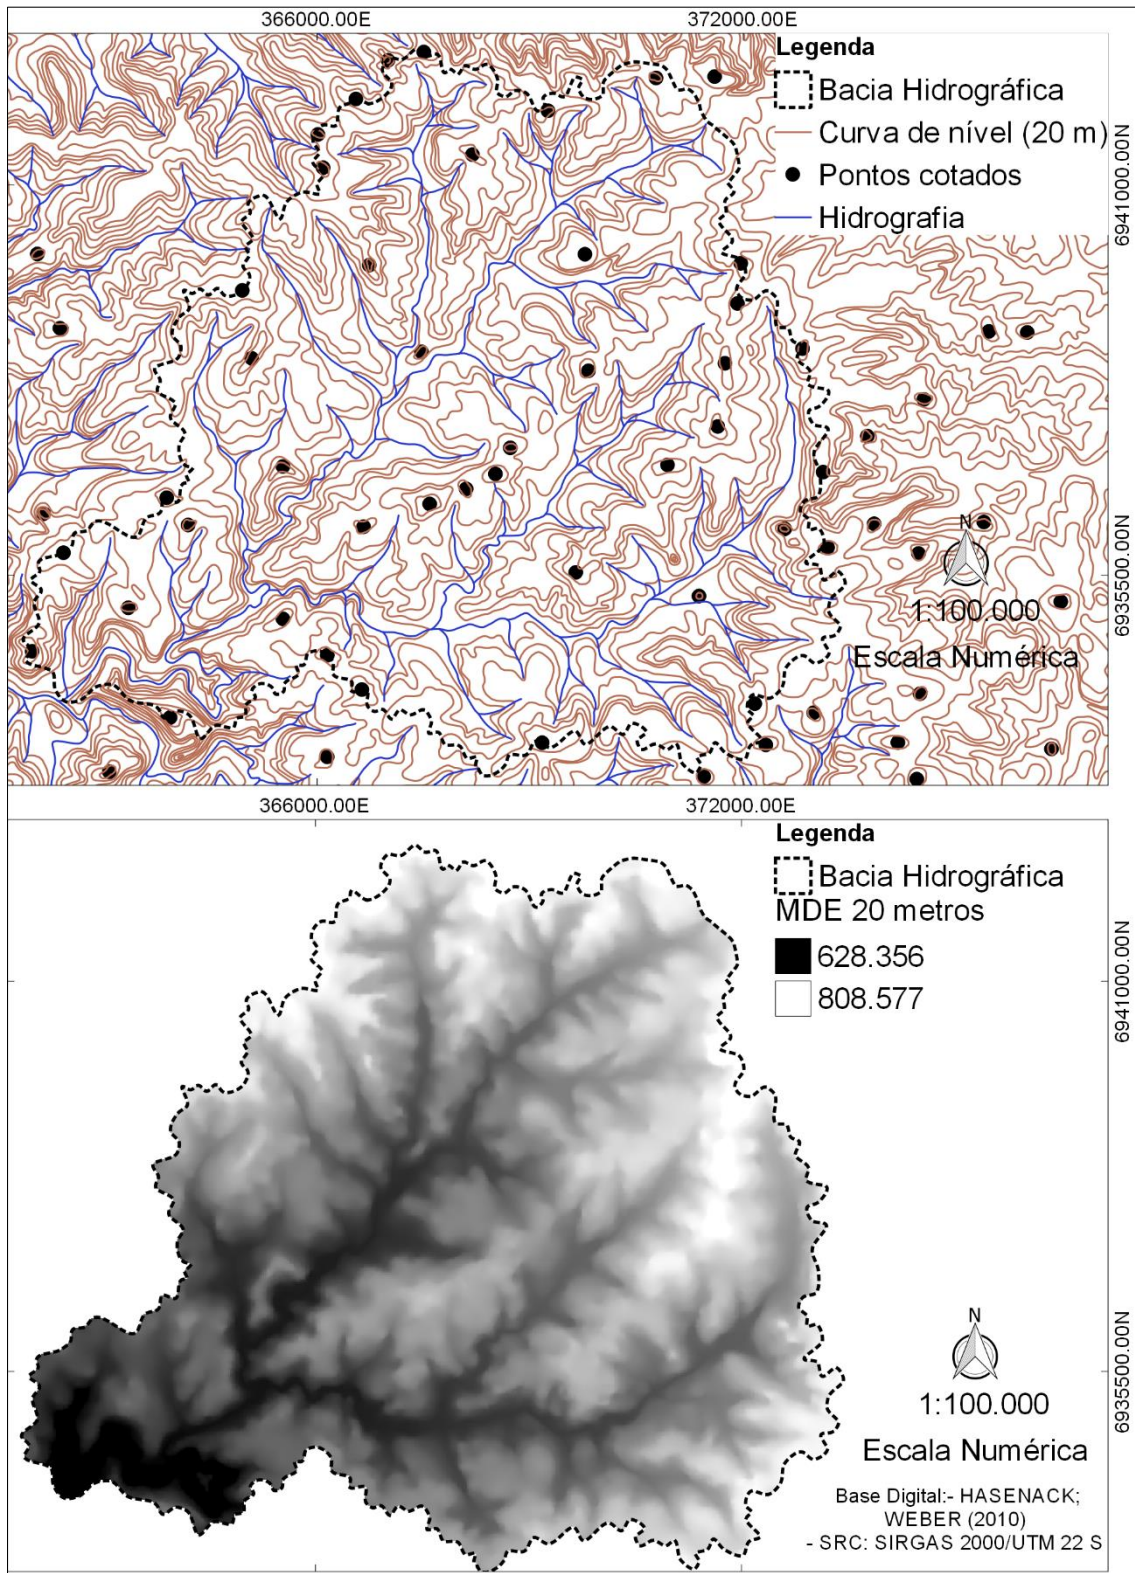 366000.00E
372000.00E
Legenda
Bacia Hidrográfica
Curva de nível (20 m)
Pontos cotados
Hidrografia
6941000.00N
6935500.00N
N
1:100.000
Escala Numérica
366000.00E
372000.00E
Legenda
Bacia Hidrográfica
MDE 20 metros
628.356
808.577
6941000.00N
6935500.00N
N
1:100.000
Escala Numérica
Base Digital:- HASENACK;
WEBER (2010)
- SRC: SIRGAS 2000/UTM 22 S